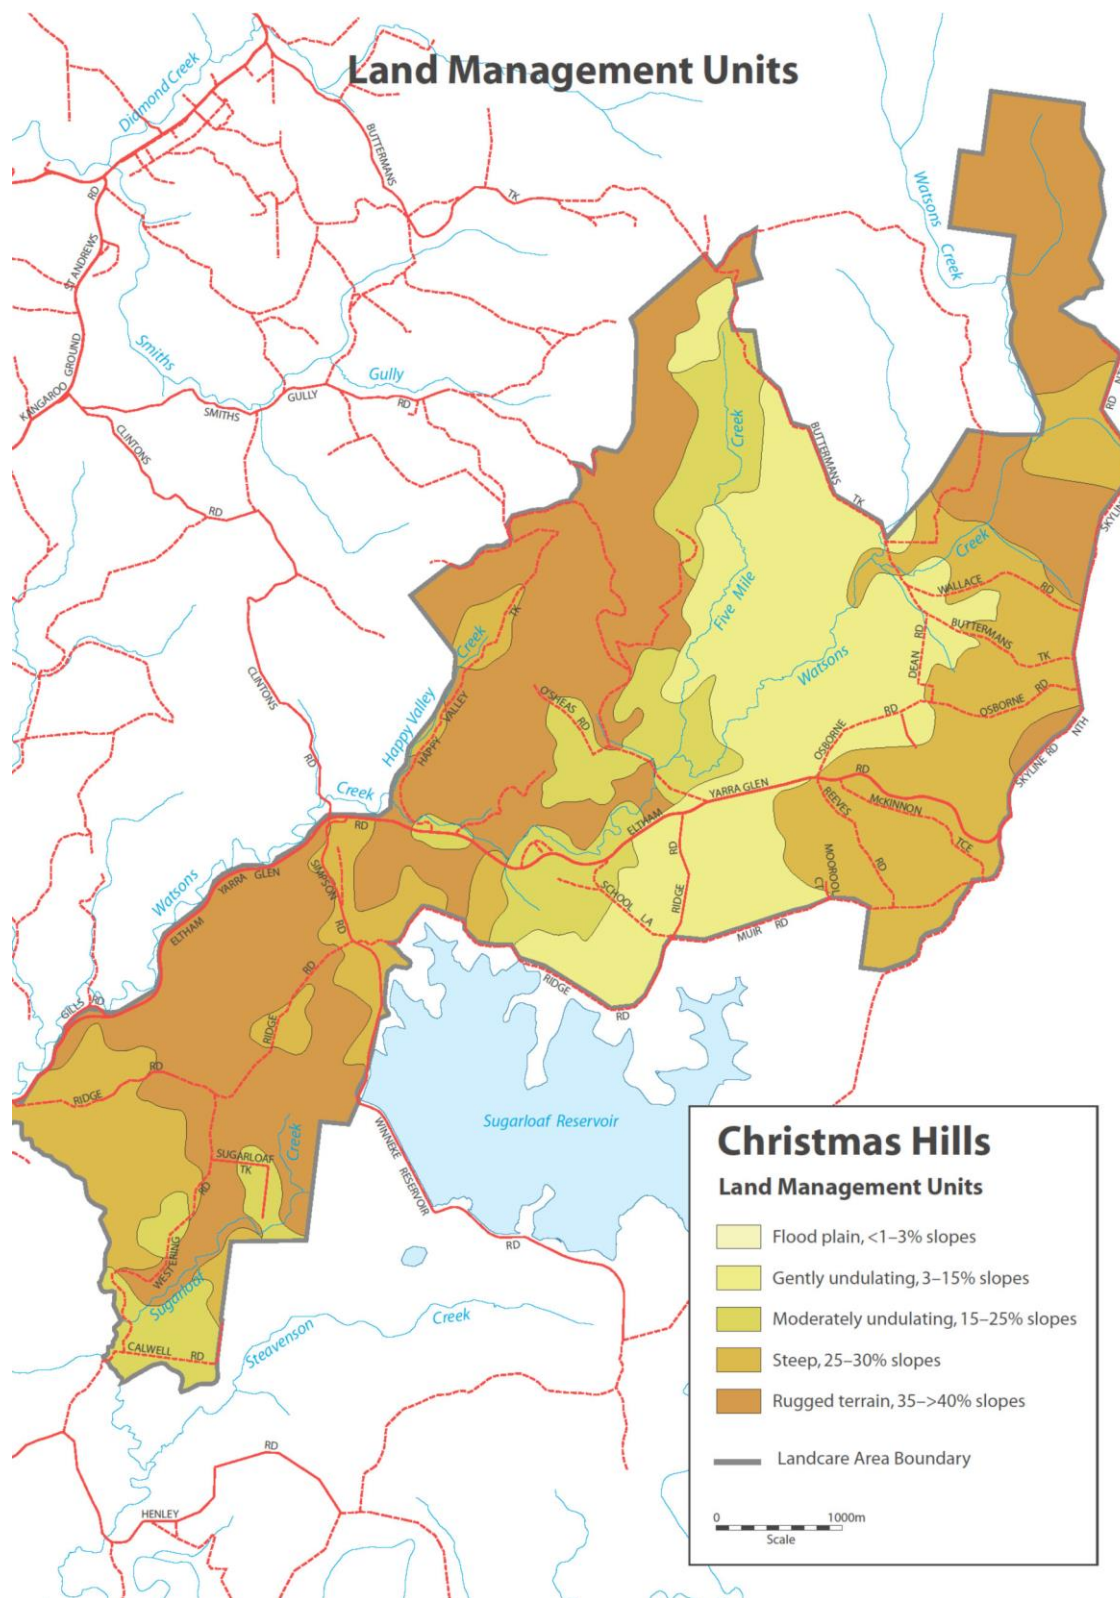 Land Management Units
Diamond Creek
BUTTERMANS
TK
RD
ST ANDREWS
GROUND
KANGAROO
Smiths
Gully
SMITHS
GULLY
RD
CLINTONS
RD
CLINTONS
RD
Watsons
Creek
Creek
BUTTERMANS
TK
RD
SKYLINE
Creek
WALLACE
RD
BUTTERMANS
TK
DEAN RD
OSBORNE RD
OSBORNE
RD
SKYLINE RD NTH
Five Mile
Watsons
TK
Creek
HAPPY VALLEY
Happy Valley
Creek
O'SHEAS RD
YARRA GLEN
RD
ELTHAM
REEVES
RD
McKINNON
TCE
MOOROOL
CT
RD
RIDGE
SCHOOL LA
MUIR RD
RIDGE
RD
RD
SIMPSON
RD
Watsons
YARRA GLEN
ELTHAM
GILLS RD
RD
RIDGE
RIDGE
RD
SUGARLOAF
TK
Creek
RD
WESTERING
Sugarloaf
CALWELL RD
WINNEKE RESERVOIR
RD
Sugarloaf Reservoir
Steavenson
Creek
RD
HENLEY
Christmas Hills
Land Management Units
Flood plain, <1–3% slopes
Gently undulating, 3–15% slopes
Moderately undulating, 15–25% slopes
Steep, 25–30% slopes
Rugged terrain, 35–>40% slopes
Landcare Area Boundary
0 1000m
Scale